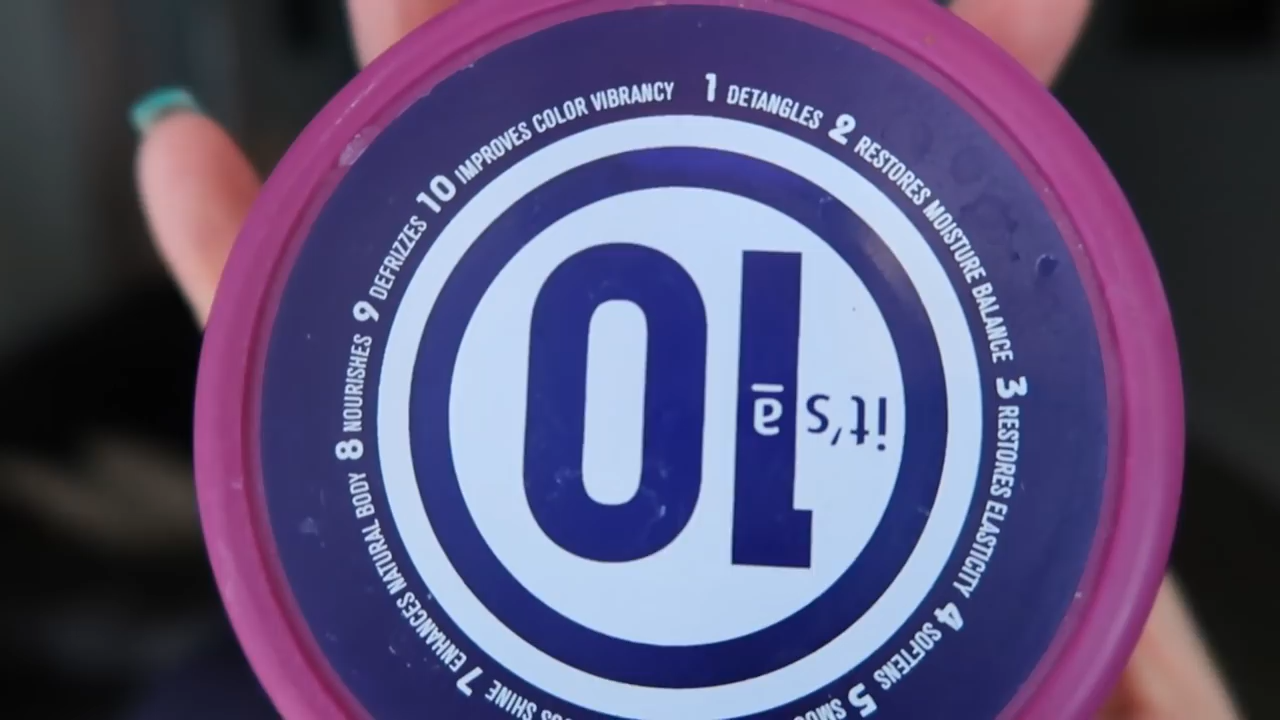 1 DETANGLES
2 RESTORES MOISTURE BALANCE
3 RESTORES ELASTICITY
4 SOFTENS
5
7 ENHANCES NATURAL BODY
8 NOURISHES
9 DEFRIZZES
10 IMPROVES COLOR VIBRANCY
it's
a
10
SHINE